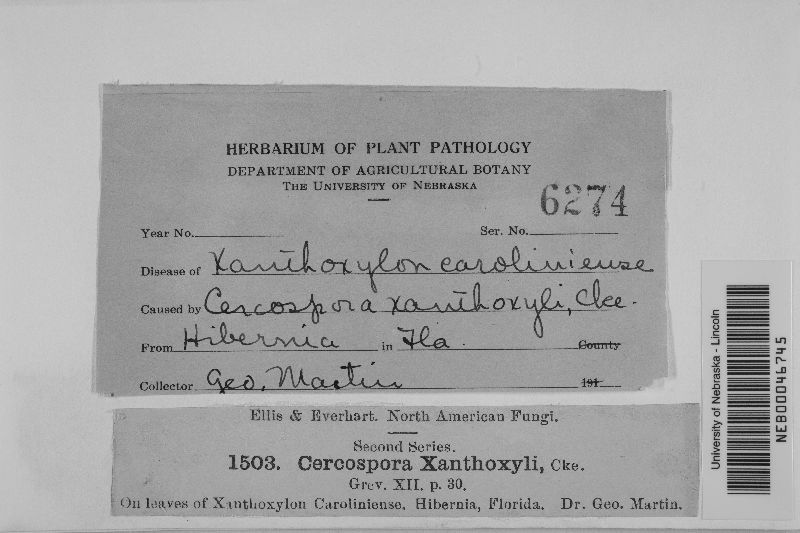 HERBARIUM OF PLANT PATHOLOGY
DEPARTMENT OF AGRICULTURAL BOTANY
THE UNIVERSITY OF NEBRASKA
6274
Year No. Ser. No.
Disease of Xanthoxylon caroliniense
Caused by Cercospora xanthoxyli, Cke.
From Hibernia in Fla. County
Collector Geo. Martin 191
Ellis & Everhart. North American Fungi.
Second Series.
1503. Cercospora Xanthoxyli, Cke.
Grev. XII. p. 30.
On leaves of Xanthoxylon Caroliniense. Hibernia, Florida. Dr. Geo. Martin.
University of Nebraska - Lincoln
NEB00046745